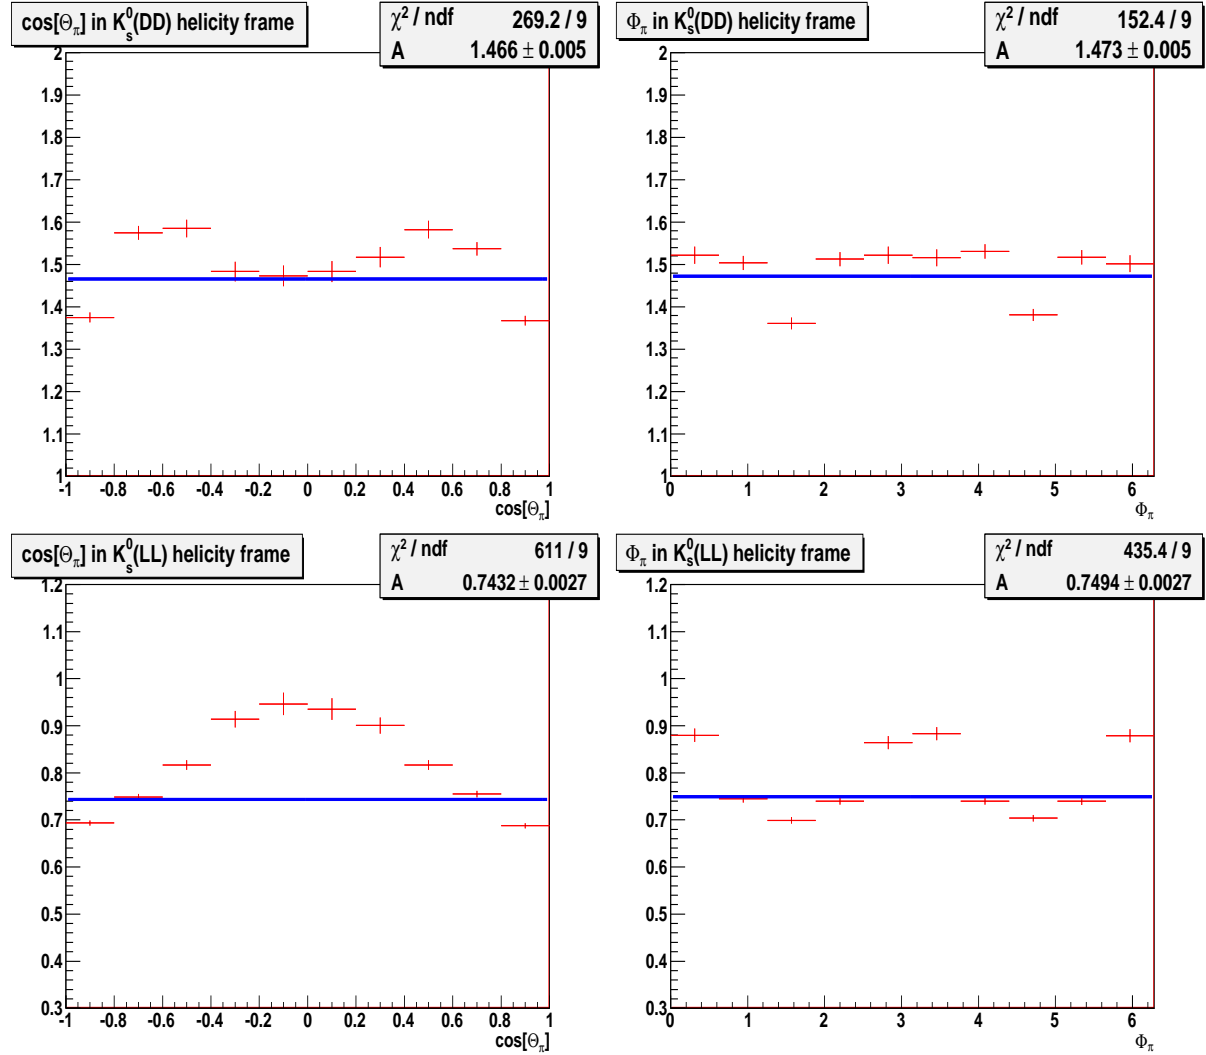 cos[Θπ] in K⁰s(DD) helicity frame
χ² / ndf 269.2 / 9
A 1.466 ± 0.005
2
1.9
1.8
1.7
1.6
1.5
1.4
1.3
1.2
1.1
1
-1 -0.8 -0.6 -0.4 -0.2 0 0.2 0.4 0.6 0.8 1
cos[Θπ]
Φπ in K⁰s(DD) helicity frame
χ² / ndf 152.4 / 9
A 1.473 ± 0.005
2
1.9
1.8
1.7
1.6
1.5
1.4
1.3
1.2
1.1
1
0 1 2 3 4 5 6
Φπ
cos[Θπ] in K⁰s(LL) helicity frame
χ² / ndf 611 / 9
A 0.7432 ± 0.0027
1.2
1.1
1
0.9
0.8
0.7
0.6
0.5
0.4
0.3
-1 -0.8 -0.6 -0.4 -0.2 0 0.2 0.4 0.6 0.8 1
cos[Θπ]
Φπ in K⁰s(LL) helicity frame
χ² / ndf 435.4 / 9
A 0.7494 ± 0.0027
1.2
1.1
1
0.9
0.8
0.7
0.6
0.5
0.4
0.3
0 1 2 3 4 5 6
Φπ